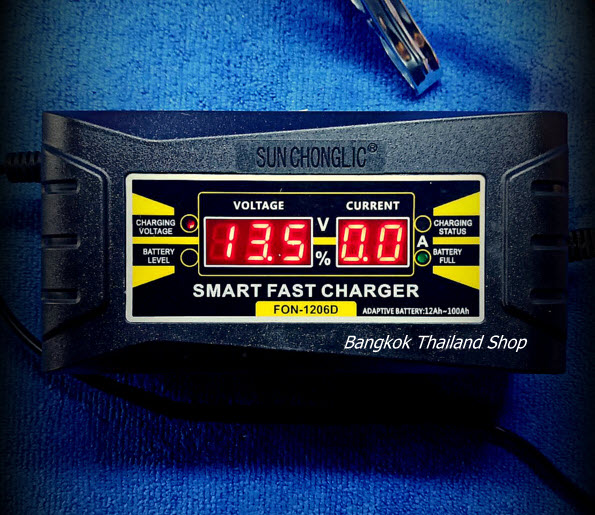 SUN CHONGLIC®
VOLTAGE
CURRENT
CHARGING
VOLTAGE
13.5
V
0.0
CHARGING
STATUS
A
BATTERY
LEVEL
%
BATTERY
FULL
SMART FAST CHARGER
FON-1206D
ADAPTIVE BATTERY:12Ah~100Ah
Bangkok Thailand Shop